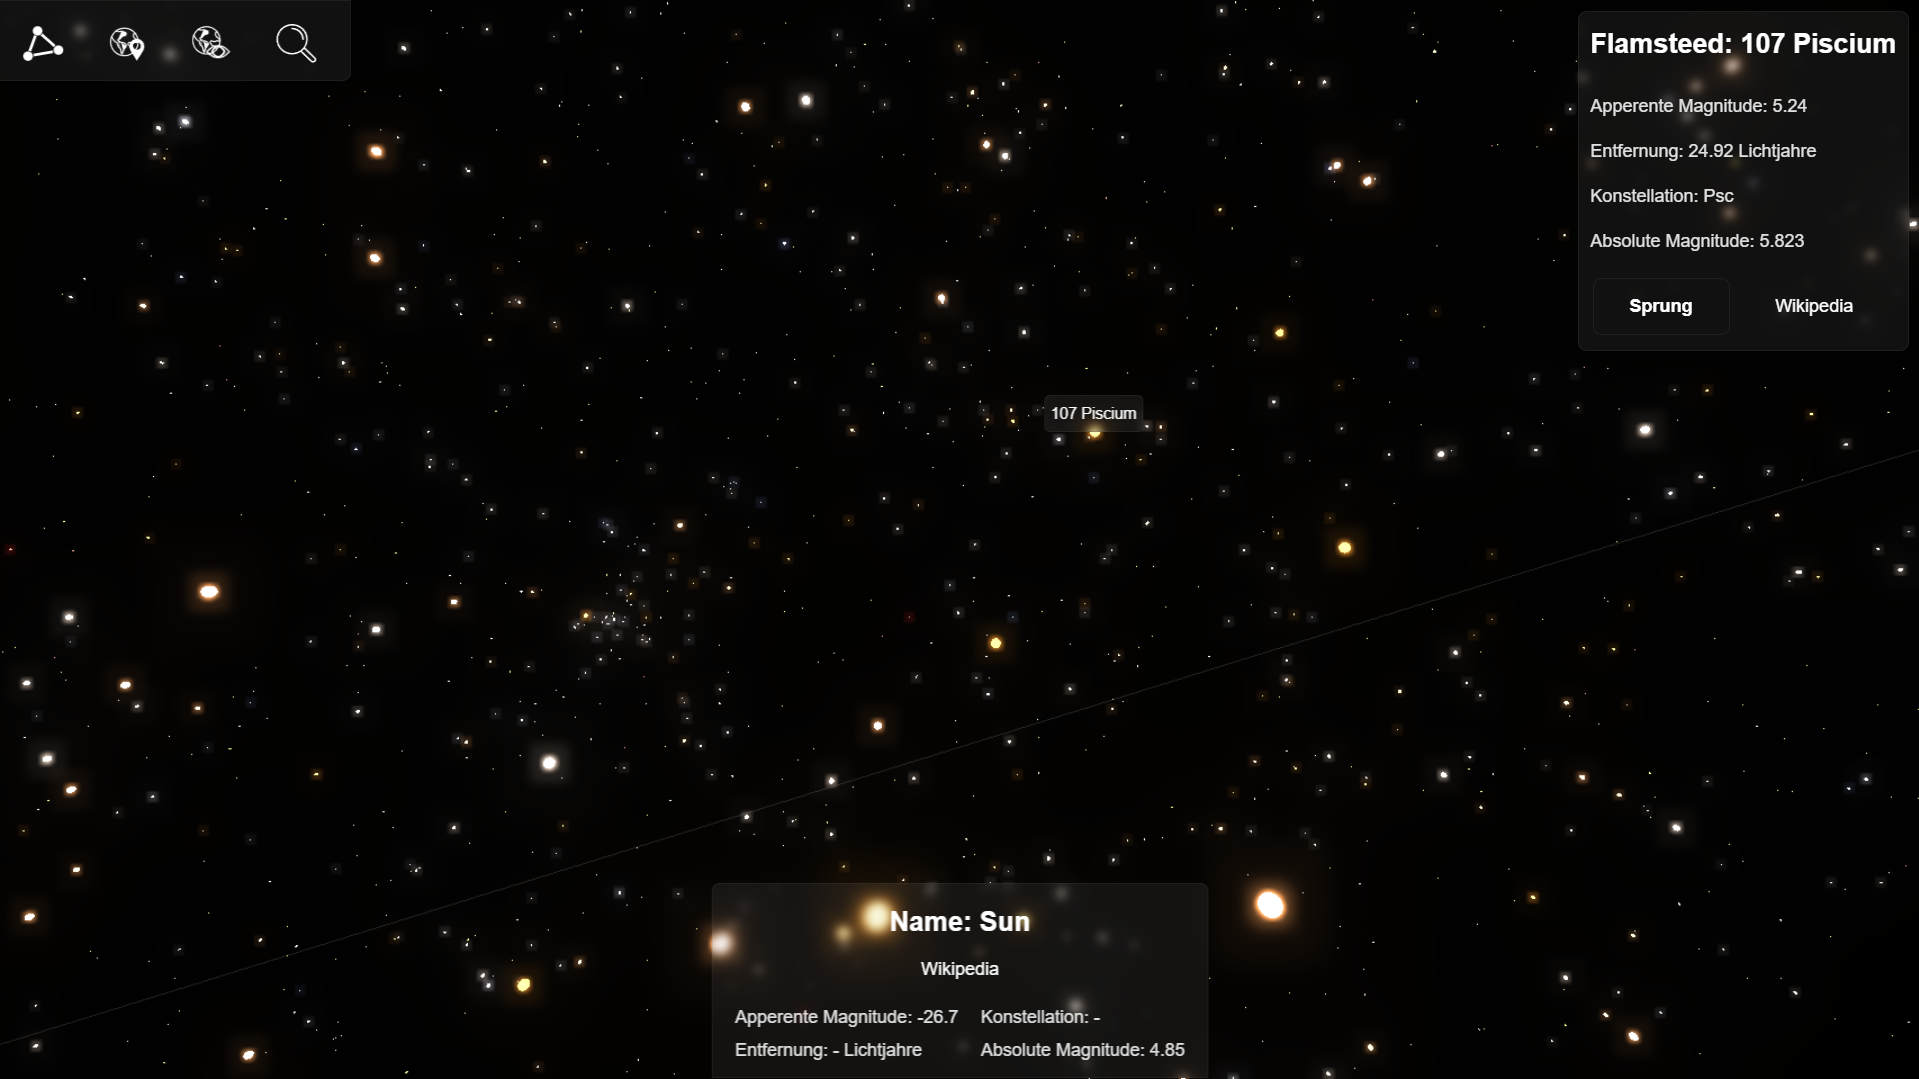 Flamsteed: 107 Piscium
Apperente Magnitude: 5.24
Entfernung: 24.92 Lichtjahre
Konstellation: Psc
Absolute Magnitude: 5.823
Sprung Wikipedia
107 Piscium
Name: Sun
Wikipedia
Apperente Magnitude: -26.7 Konstellation: -
Entfernung: - Lichtjahre Absolute Magnitude: 4.85